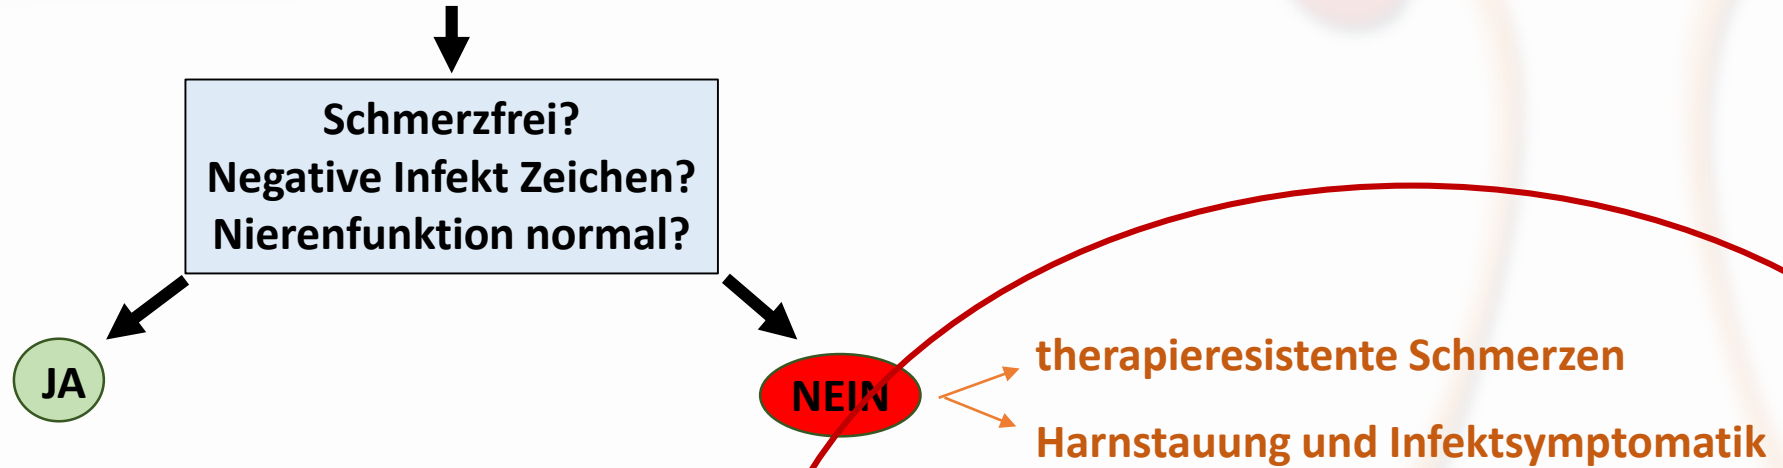 Schmerzfrei?
Negative Infekt Zeichen?
Nierenfunktion normal?
JA
NEIN
therapieresistente Schmerzen
Harnstauung und Infektsymptomatik